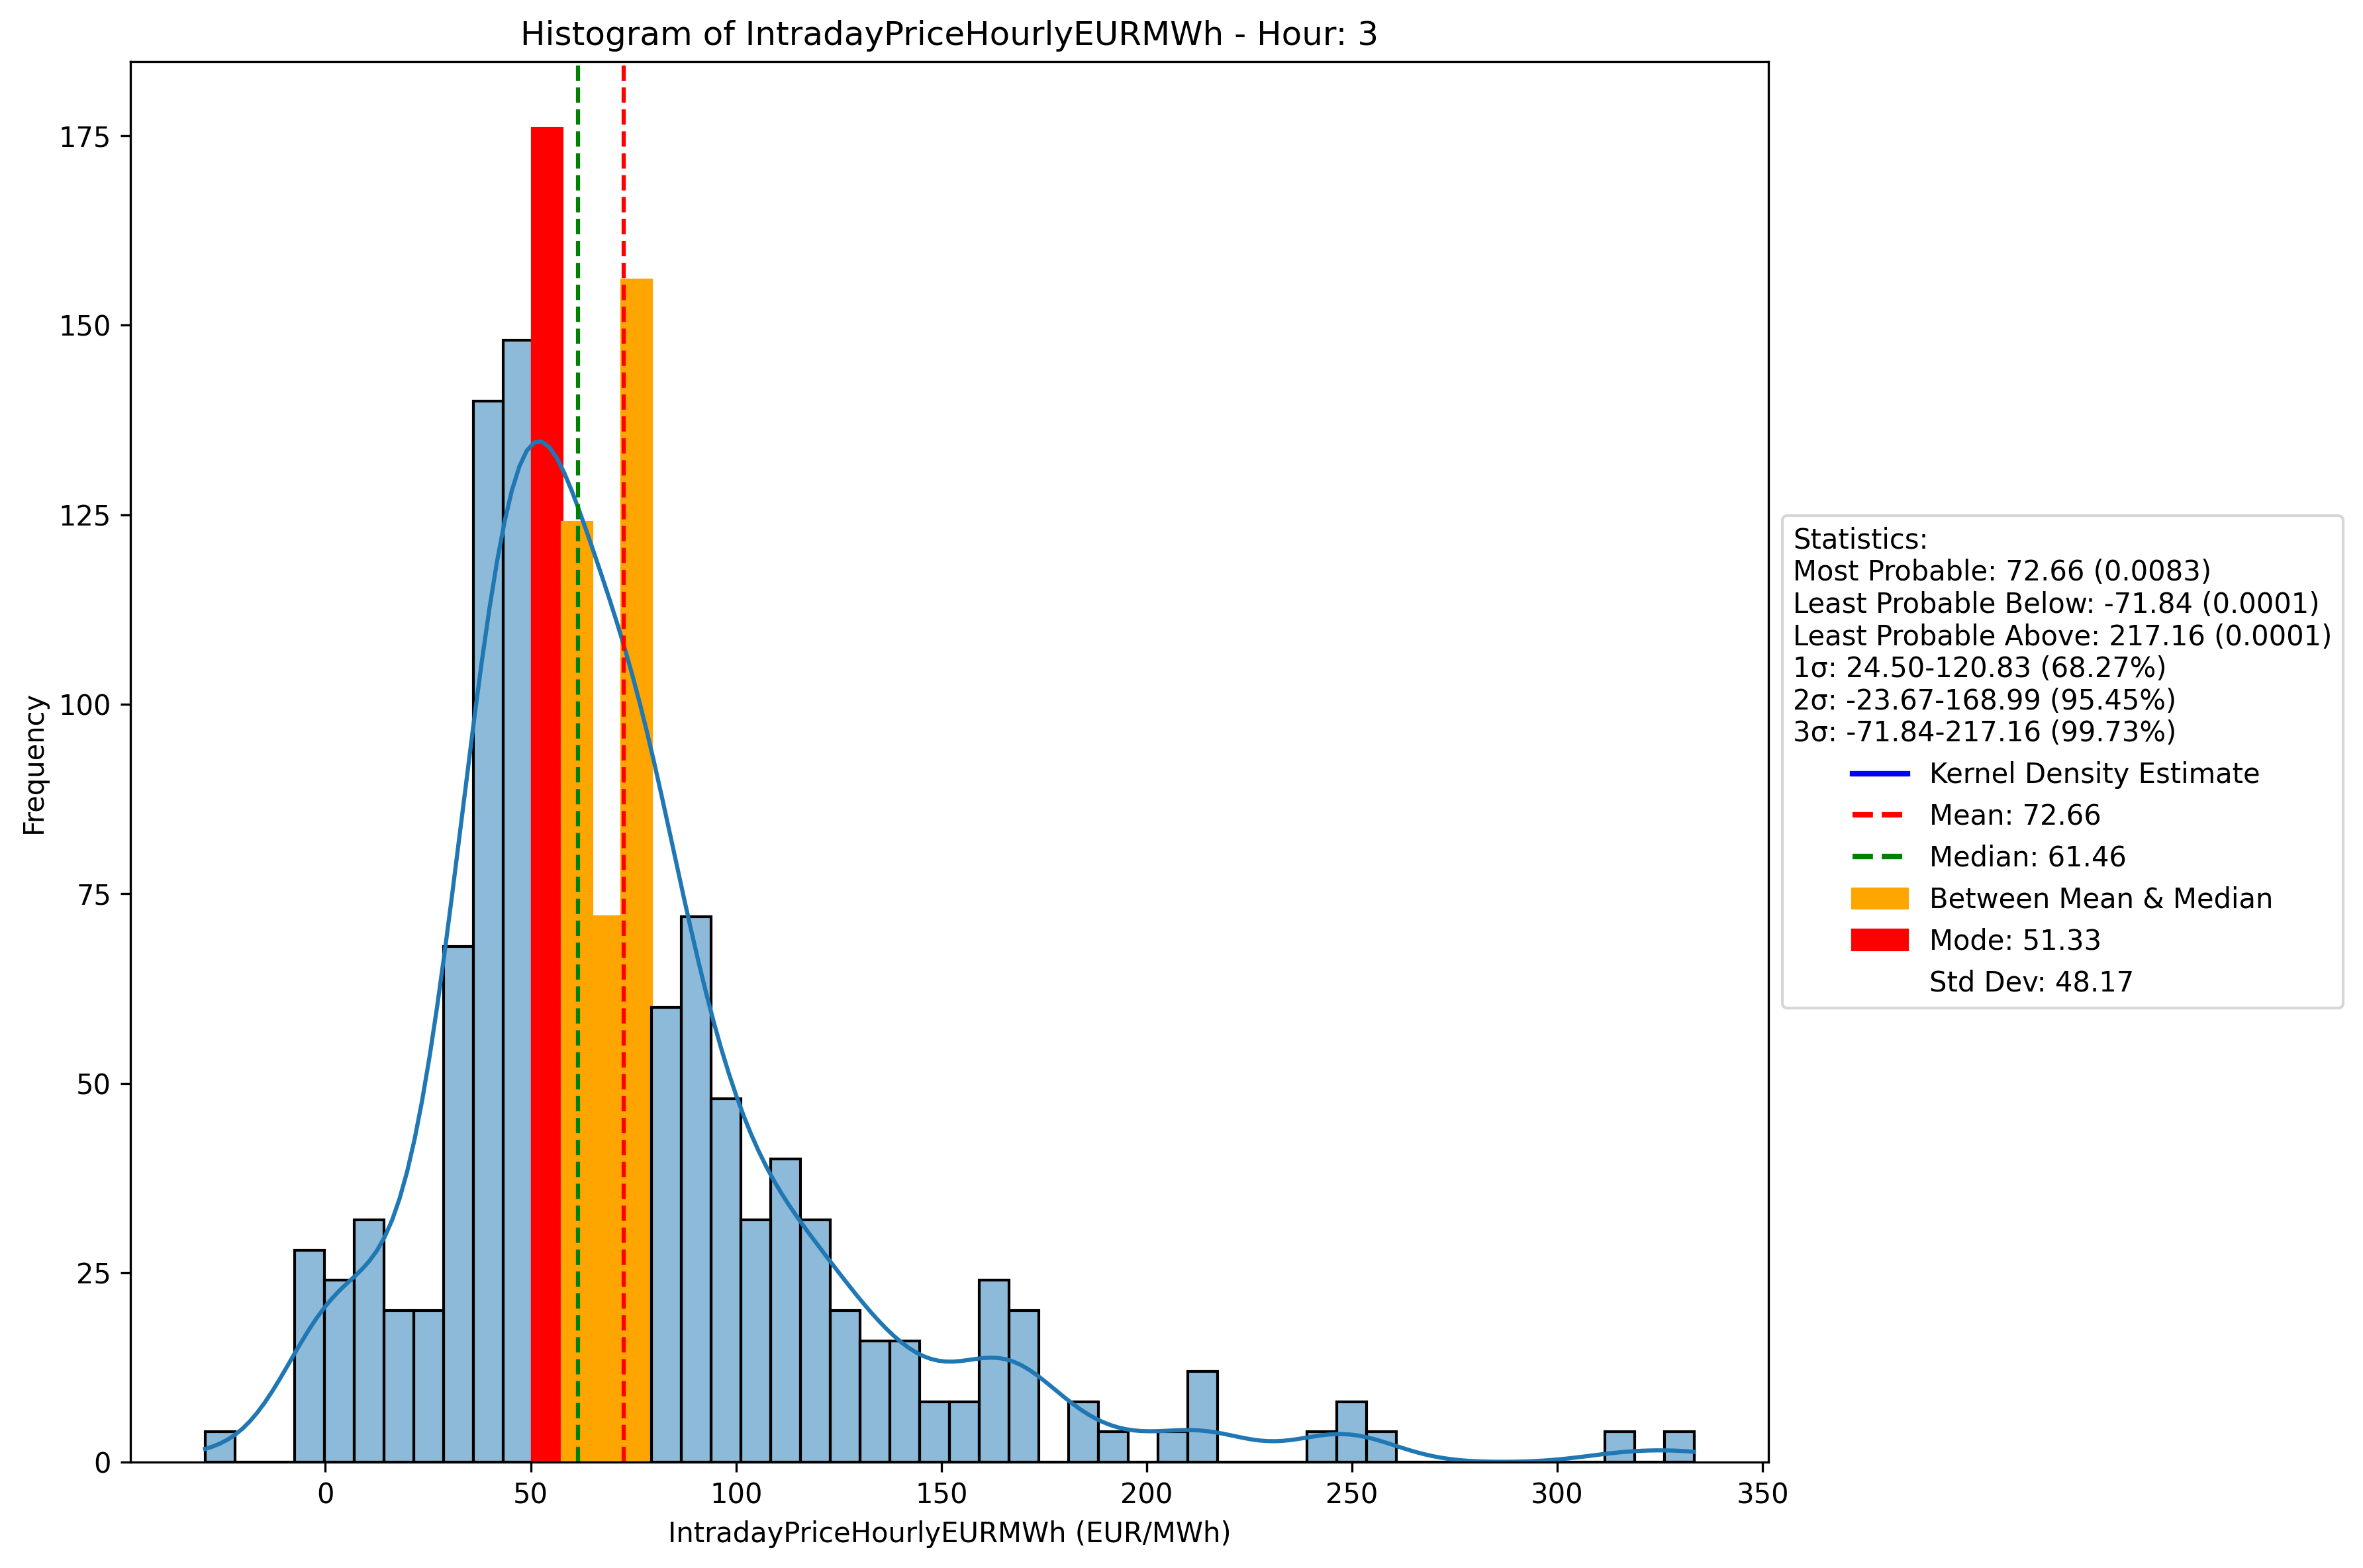 Histogram of IntradayPriceHourlyEURMWh - Hour: 3
175
150
125
100
75
50
25
0
Frequency
0 50 100 150 200 250 300 350
IntradayPriceHourlyEURMWh (EUR/MWh)
Statistics:
Most Probable: 72.66 (0.0083)
Least Probable Below: -71.84 (0.0001)
Least Probable Above: 217.16 (0.0001)
1σ: 24.50-120.83 (68.27%)
2σ: -23.67-168.99 (95.45%)
3σ: -71.84-217.16 (99.73%)
Kernel Density Estimate
Mean: 72.66
Median: 61.46
Between Mean & Median
Mode: 51.33
Std Dev: 48.17